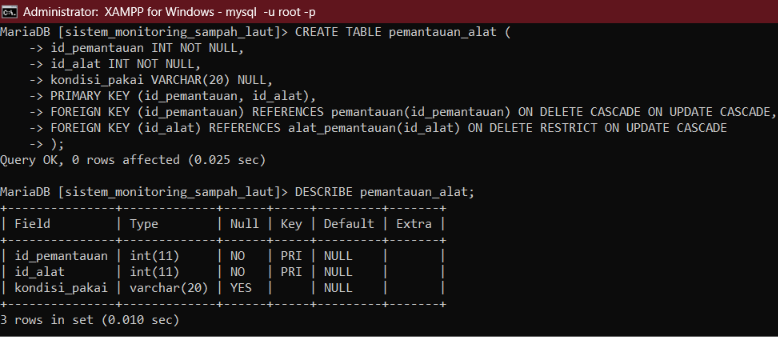 Administrator:  XAMPP for Windows - mysql  -u root -p
MariaDB [sistem_monitoring_sampah_laut]> CREATE TABLE pemantauan_alat (
    -> id_pemantauan INT NOT NULL,
    -> id_alat INT NOT NULL,
    -> kondisi_pakai VARCHAR(20) NULL,
    -> PRIMARY KEY (id_pemantauan, id_alat),
    -> FOREIGN KEY (id_pemantauan) REFERENCES pemantauan(id_pemantauan) ON DELETE CASCADE ON UPDATE CASCADE,
    -> FOREIGN KEY (id_alat) REFERENCES alat_pemantauan(id_alat) ON DELETE RESTRICT ON UPDATE CASCADE
    -> );
Query OK, 0 rows affected (0.025 sec)

MariaDB [sistem_monitoring_sampah_laut]> DESCRIBE pemantauan_alat;
+---------------+-------------+------+-----+---------+-------+
| Field         | Type        | Null | Key | Default | Extra |
+---------------+-------------+------+-----+---------+-------+
| id_pemantauan | int(11)     | NO   | PRI | NULL    |       |
| id_alat       | int(11)     | NO   | PRI | NULL    |       |
| kondisi_pakai | varchar(20) | YES  |     | NULL    |       |
+---------------+-------------+------+-----+---------+-------+
3 rows in set (0.010 sec)